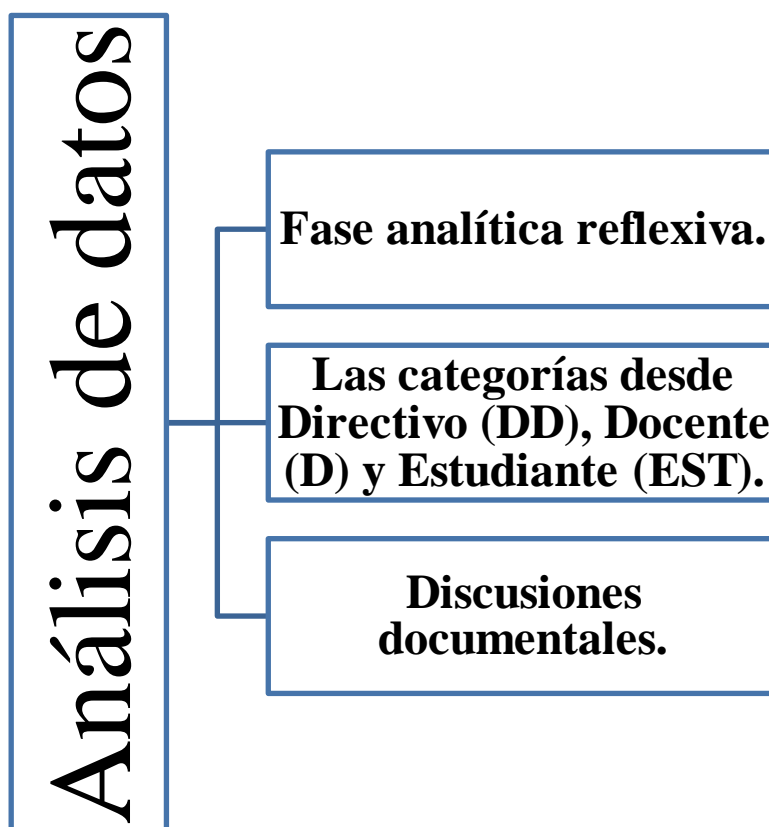 Análisis de datos
Fase analítica reflexiva.
Las categorías desde
Directivo (DD), Docente
(D) y Estudiante (EST).
Discusiones
documentales.